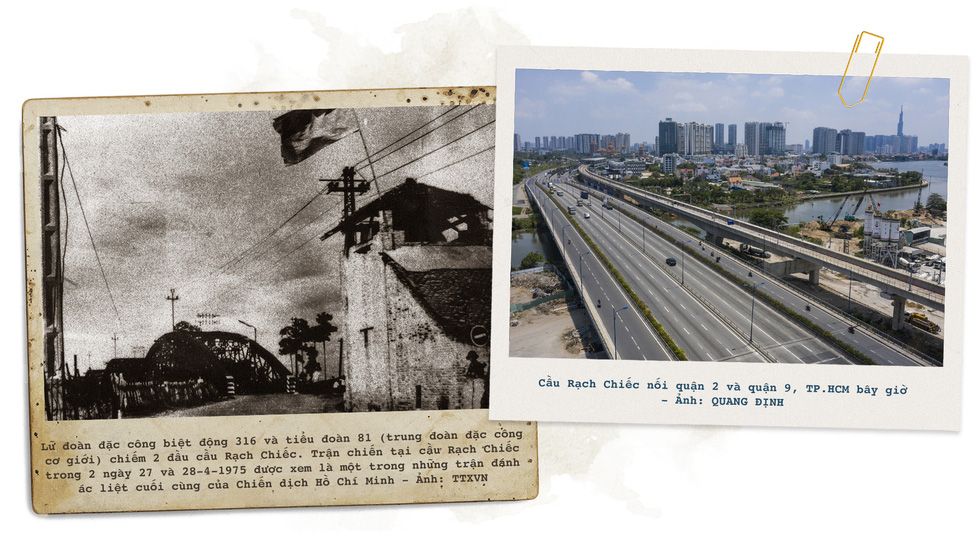 Lữ đoàn đặc công biệt động 316 và tiểu đoàn 81 (trung đoàn đặc công
cơ giới) chiếm 2 đầu cầu Rạch Chiếc. Trận chiến tại cầu Rạch Chiếc
trong 2 ngày 27 và 28-4-1975 được xem là một trong những trận đánh
ác liệt cuối cùng của Chiến dịch Hồ Chí Minh - Ảnh: TTXVN
Cầu Rạch Chiếc nối quận 2 và quận 9, TP.HCM bây giờ
- Ảnh: QUANG ĐỊNH